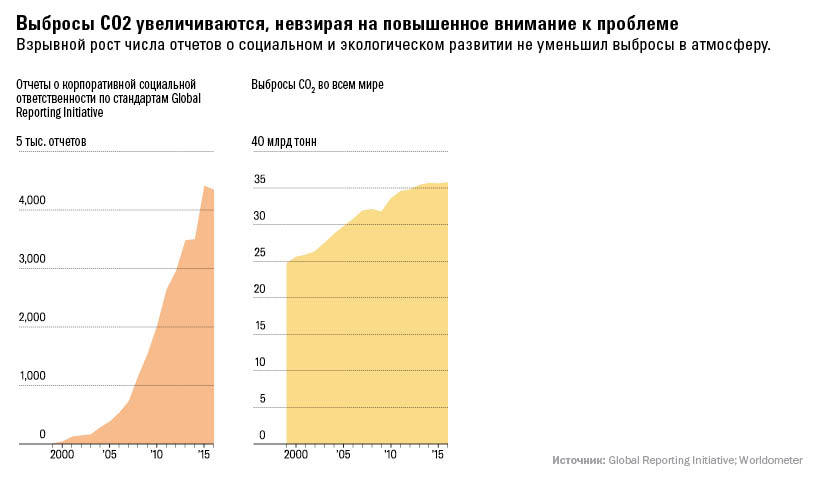 Выбросы CO2 увеличиваются, невзирая на повышенное внимание к проблеме
Взрывной рост числа отчетов о социальном и экологическом развитии не уменьшил выбросы в атмосферу.
Отчеты о корпоративной социальной
ответственности по стандартам Global
Reporting Initiative
5 тыс. отчетов
4,000
3,000
2,000
1,000
0
2000 '05 '10 '15
Выбросы CO₂ во всем мире
40 млрд тонн
35
30
25
20
15
10
5
0
2000 '05 '10 '15
Источник: Global Reporting Initiative; Worldometer